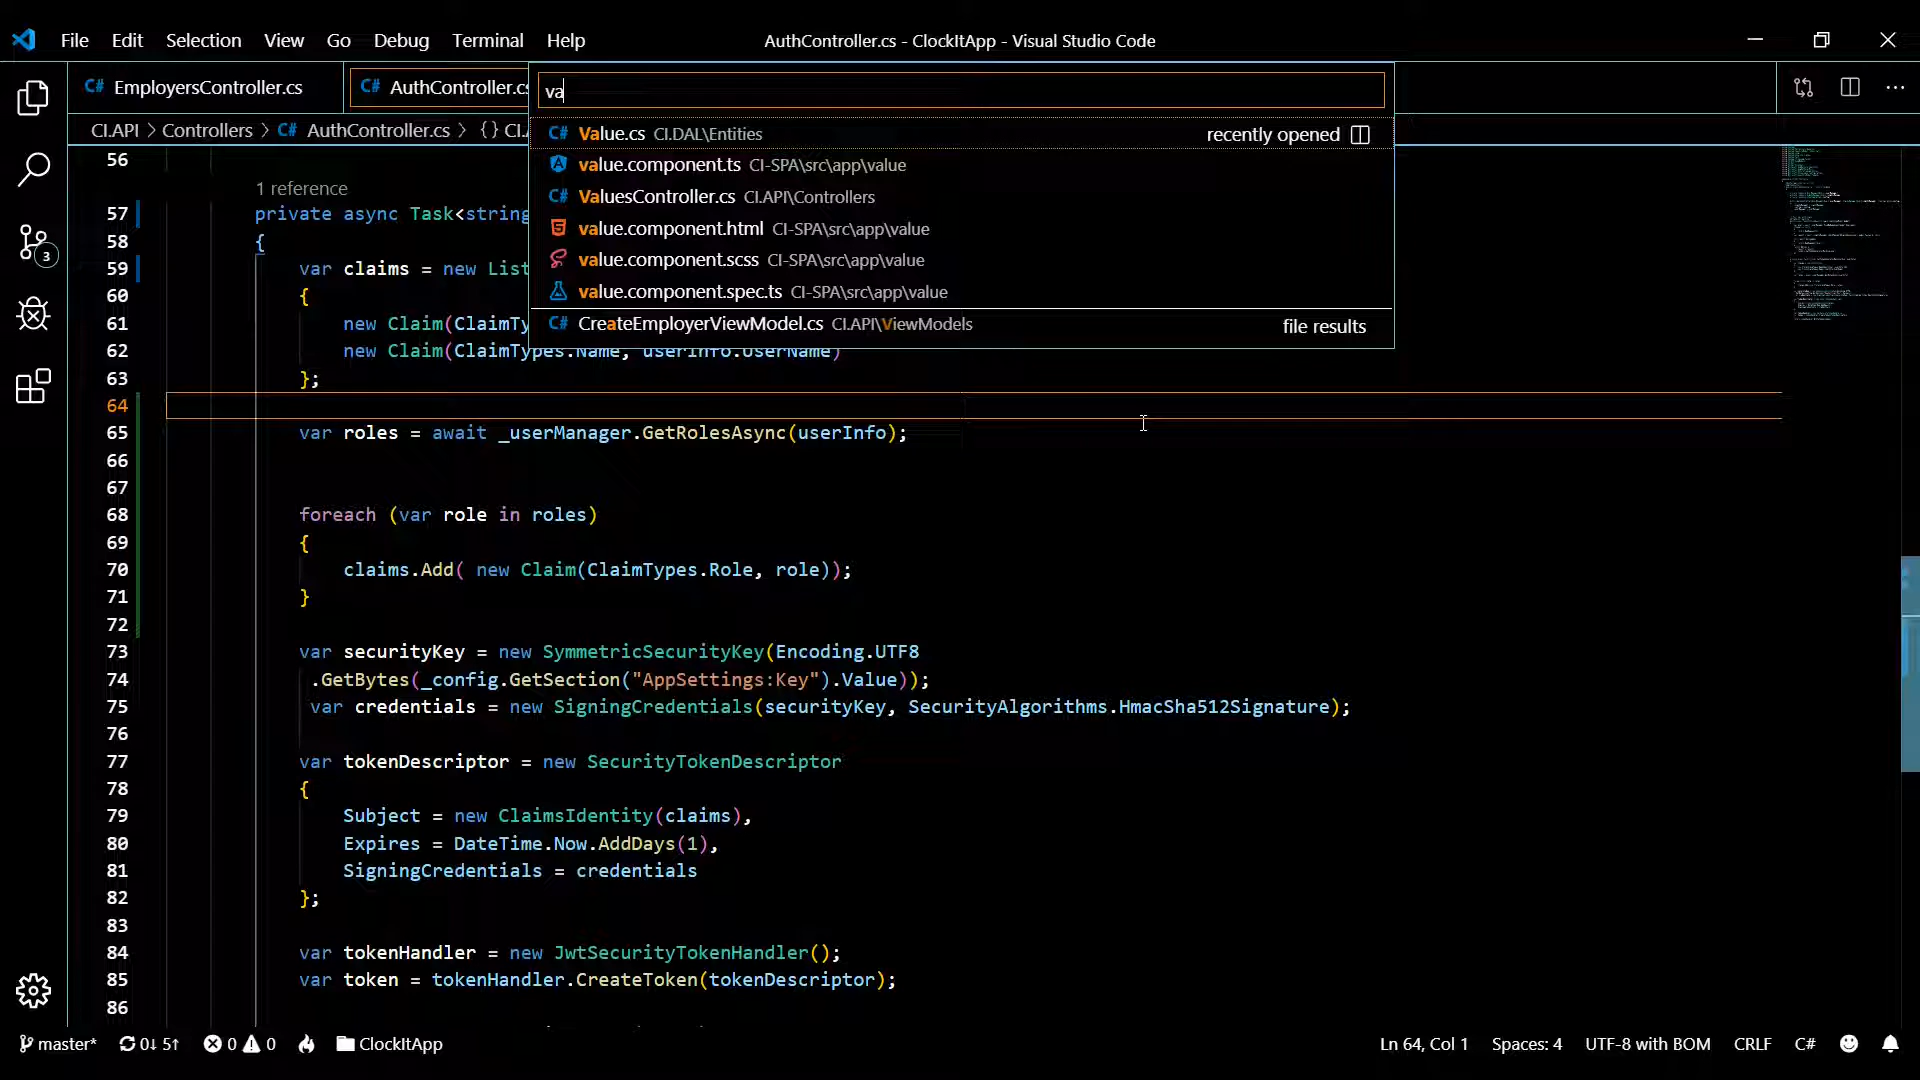 File Edit Selection View Go Debug Terminal Help
AuthController.cs - ClockItApp - Visual Studio Code
EmployersController.cs
AuthController.cs
va
CI.API > Controllers > C# AuthController.cs > {} CI.
Value.cs CI.DAL\Entities recently opened
value.component.ts CI-SPA\src\app\value
ValuesController.cs CI.API\Controllers
value.component.html CI-SPA\src\app\value
value.component.scss CI-SPA\src\app\value
value.component.spec.ts CI-SPA\src\app\value
CreateEmployerViewModel.cs CI.API\ViewModels file results
3
56
1 reference
57 private async Task<string
58 {
59 var claims = new List
60 {
61 new Claim(ClaimTy
62 new Claim(ClaimTypes.Name, userInfo.UserName)
63 };
64
65 var roles = await _userManager.GetRolesAsync(userInfo);
66
67
68 foreach (var role in roles)
69 {
70 claims.Add( new Claim(ClaimTypes.Role, role));
71 }
72
73 var securityKey = new SymmetricSecurityKey(Encoding.UTF8
74 .GetBytes(_config.GetSection("AppSettings:Key").Value));
75 var credentials = new SigningCredentials(securityKey, SecurityAlgorithms.HmacSha512Signature);
76
77 var tokenDescriptor = new SecurityTokenDescriptor
78 {
79 Subject = new ClaimsIdentity(claims),
80 Expires = DateTime.Now.AddDays(1),
81 SigningCredentials = credentials
82 };
83
84 var tokenHandler = new JwtSecurityTokenHandler();
85 var token = tokenHandler.CreateToken(tokenDescriptor);
86
master* 0↓ 5↑ 0 0 ClockItApp Ln 64, Col 1 Spaces: 4 UTF-8 with BOM CRLF C#